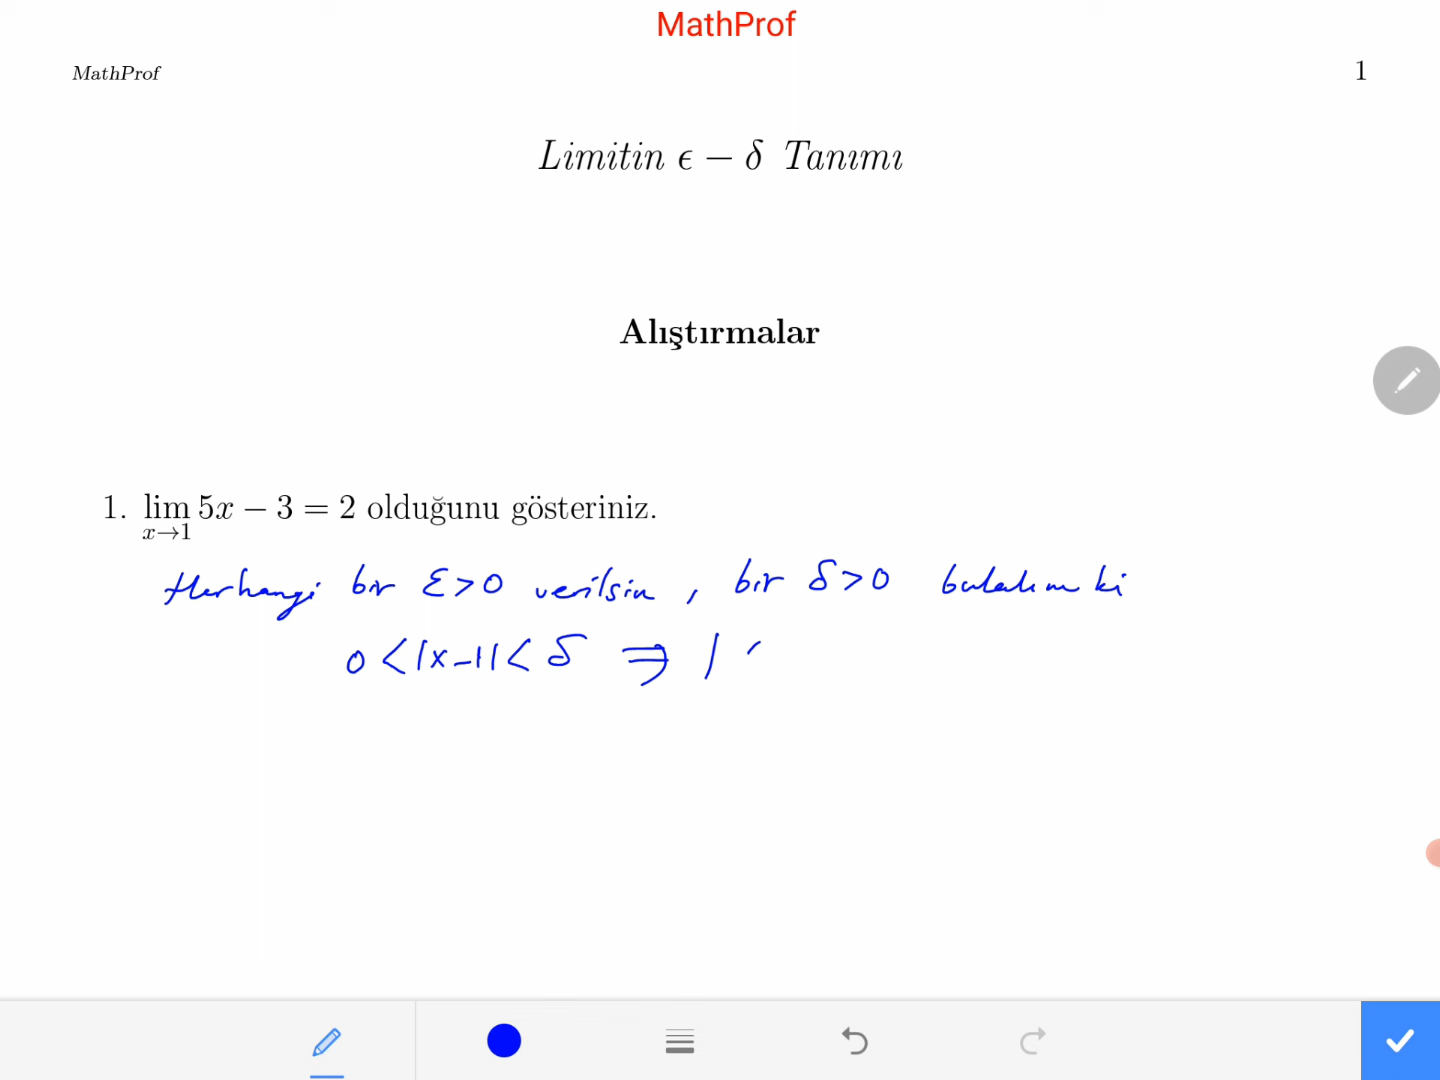 MathProf
MathProf 1
Limitin ϵ − δ Tanımı
Alıştırmalar
1. lim 5x − 3 = 2 olduğunu gösteriniz.
x→1
Herhangi bir ε>0 verilsin, bir δ>0 bulalım ki
0<|x-1|<δ ⇒ | (